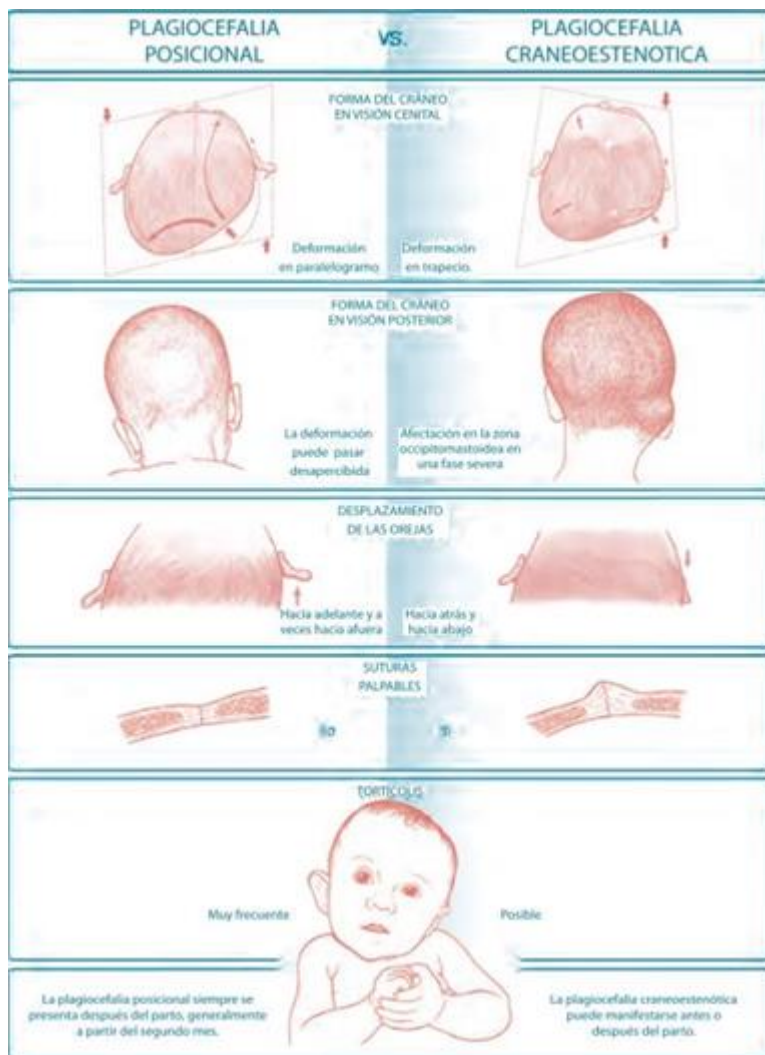 PLAGIOCEFALIA
POSICIONAL
VS.
PLAGIOCEFALIA
CRANEOESTENOTICA
FORMA DEL CRÁNEO
EN VISIÓN CENITAL
Deformación
en paralelogramo
Deformación
en trapecio.
FORMA DEL CRÁNEO
EN VISIÓN POSTERIOR
La deformación
puede pasar
desapercibida
Afectación en la zona
occipitomastoidea en
una fase severa
DESPLAZAMIENTO
DE LAS OREJAS
Hacia adelante y a
veces hacia afuera
Hacia atrás y
hacia abajo
SUTURAS
PALPABLES
no
si
TORTÍCOLIS
Muy frecuente
Posible
La plagiocefalia posicional siempre se
presenta después del parto, generalmente
a partir del segundo mes.
La plagiocefalia craneoestenótica
puede manifestarse antes o
después del parto.